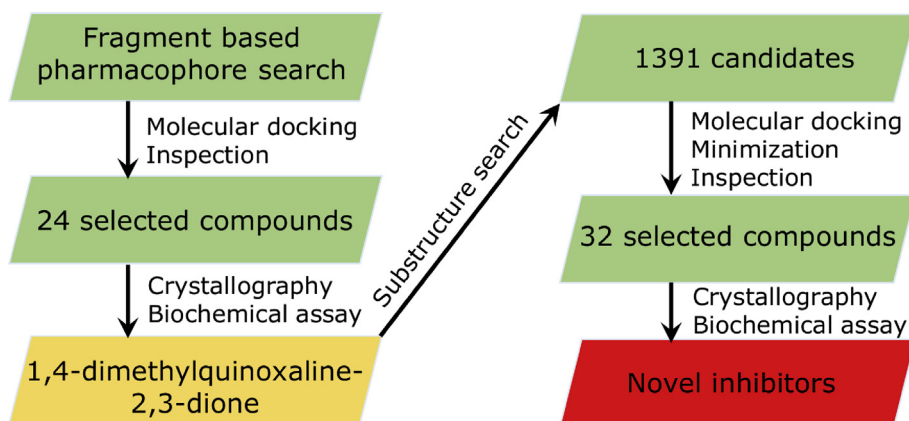 Fragment based
pharmacophore search
Molecular docking
Inspection
24 selected compounds
Crystallography
Biochemical assay
1,4-dimethylquinoxaline-
2,3-dione
Substructure search
1391 candidates
Molecular docking
Minimization
Inspection
32 selected compounds
Crystallography
Biochemical assay
Novel inhibitors